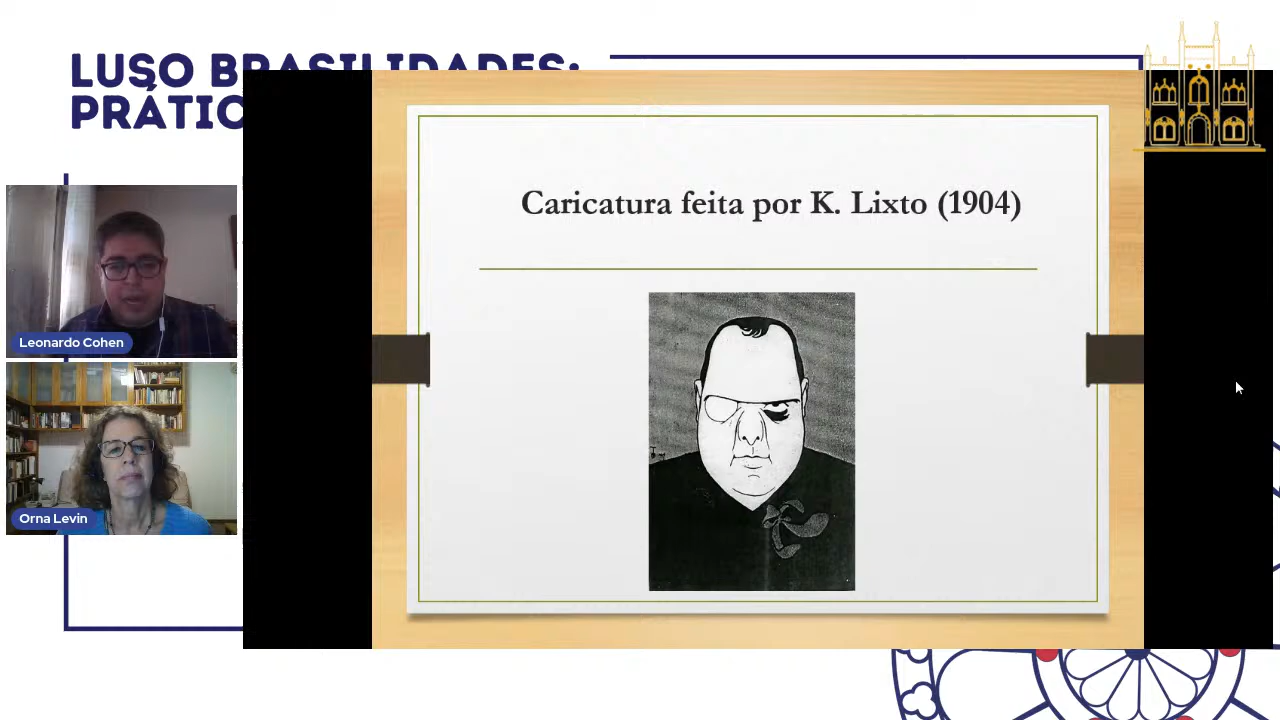 LUSO BRASILIDADES:
PRÁTIC
Caricatura feita por K. Lixto (1904)
Leonardo Cohen
Orna Levin